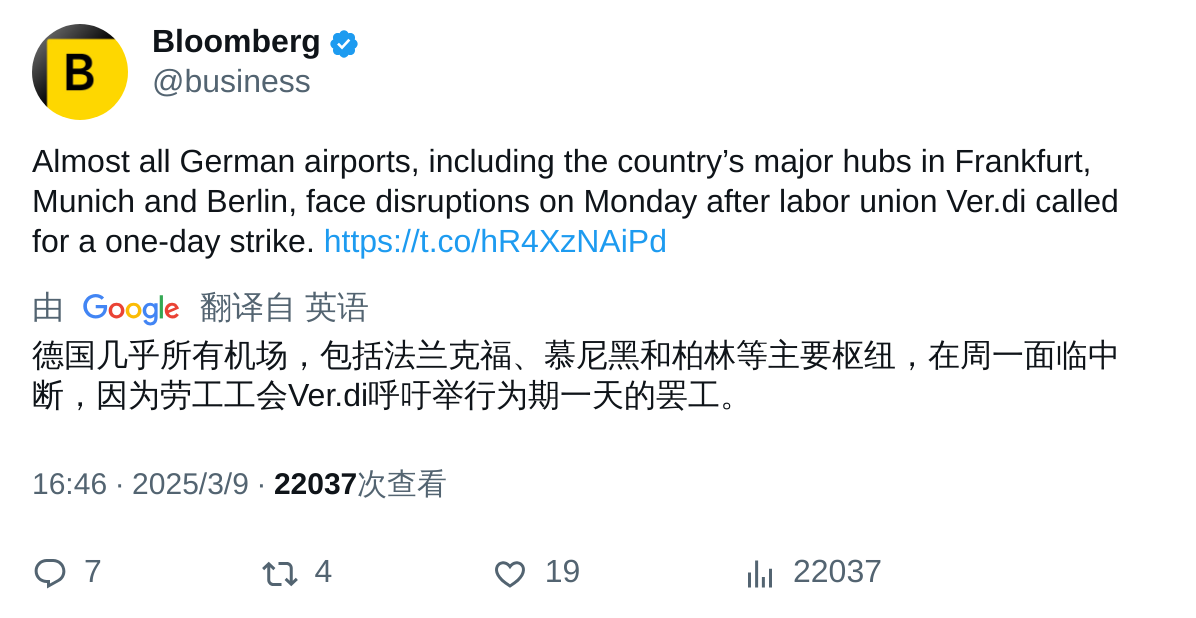 B
Bloomberg
@business
Almost all German airports, including the country’s major hubs in Frankfurt,
Munich and Berlin, face disruptions on Monday after labor union Ver.di called
for a one-day strike. https://t.co/hR4XzNAiPd
由 Google 翻译自 英语
德国几乎所有机场，包括法兰克福、慕尼黑和柏林等主要枢纽，在周一面临中
断，因为劳工工会Ver.di呼吁举行为期一天的罢工。
16:46 · 2025/3/9 · 22037次查看
7 4 19 22037